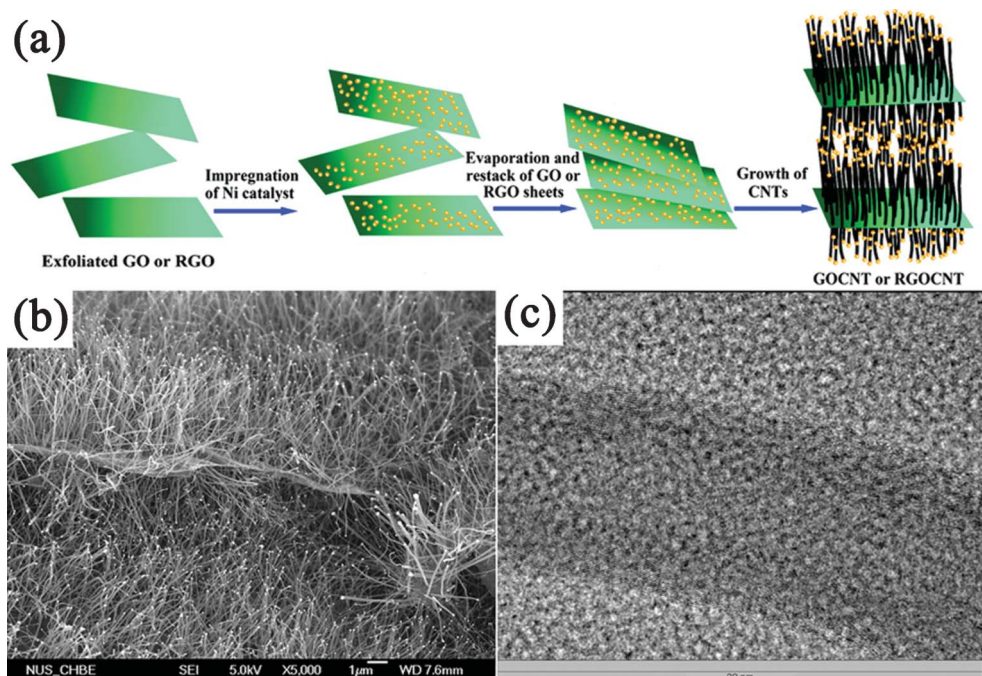 (a)
Impregnation
of Ni catalyst
Evaporation and
restack of GO or
RGO sheets
Growth of
CNTs
Exfoliated GO or RGO
GOCNT or RGOCNT
(b)
(c)
NUS_CHBE SEI 5.0kV X5,000 1μm WD 7.6mm